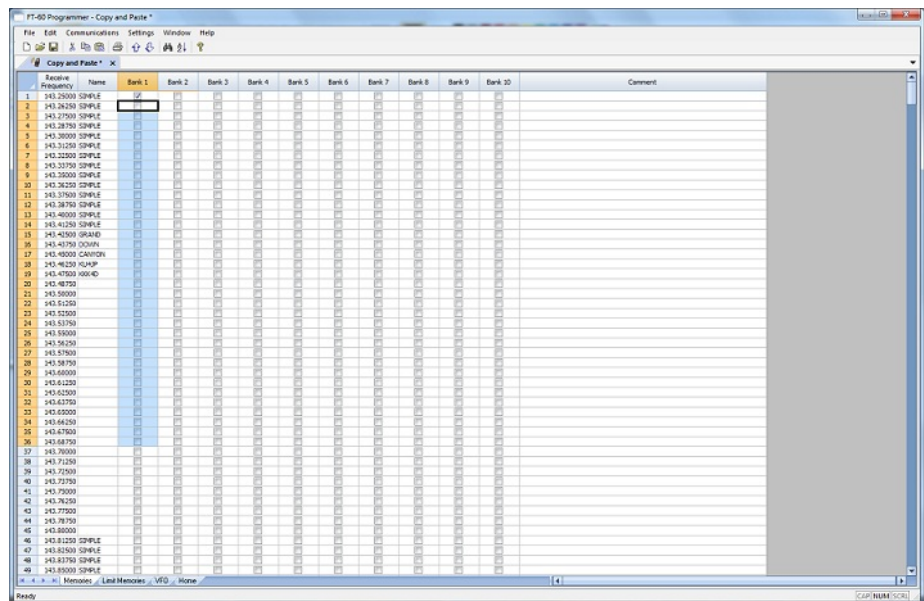 FT-60 Programmer - Copy and Paste *
File Edit Communications Settings Window Help
Copy and Paste * x
Receive Frequency Name Bank 1 Bank 2 Bank 3 Bank 4 Bank 5 Bank 6 Bank 7 Bank 8 Bank 9 Bank 10 Comment
1 143.25000 SIMPLE
2 143.26250 SIMPLE
3 143.27500 SIMPLE
4 143.28750 SIMPLE
5 143.30000 SIMPLE
6 143.31250 SIMPLE
7 143.32500 SIMPLE
8 143.33750 SIMPLE
9 143.35000 SIMPLE
10 143.36250 SIMPLE
11 143.37500 SIMPLE
12 143.38750 SIMPLE
13 143.40000 SIMPLE
14 143.41250 SIMPLE
15 143.42500 GRAND
16 143.43750 DOWN
17 143.45000 CANYON
18 143.46250
19 143.47500
20 143.48750
21 143.50000
22 143.51250
23 143.52500
24 143.53750
25 143.55000
26 143.56250
27 143.57500
28 143.58750
29 143.60000
30 143.61250
31 143.62500
32 143.63750
33 143.65000
34 143.66250
35 143.67500
36 143.68750
37 143.70000
38 143.71250
39 143.72500
40 143.73750
41 143.75000
42 143.76250
43 143.77500
44 143.78750
45 143.80000
46 143.81250 SIMPLE
47 143.82500 SIMPLE
48 143.83750 SIMPLE
49 143.85000 SIMPLE
Memories Limit Memories VFO Home
Ready CAP NUM SCRL